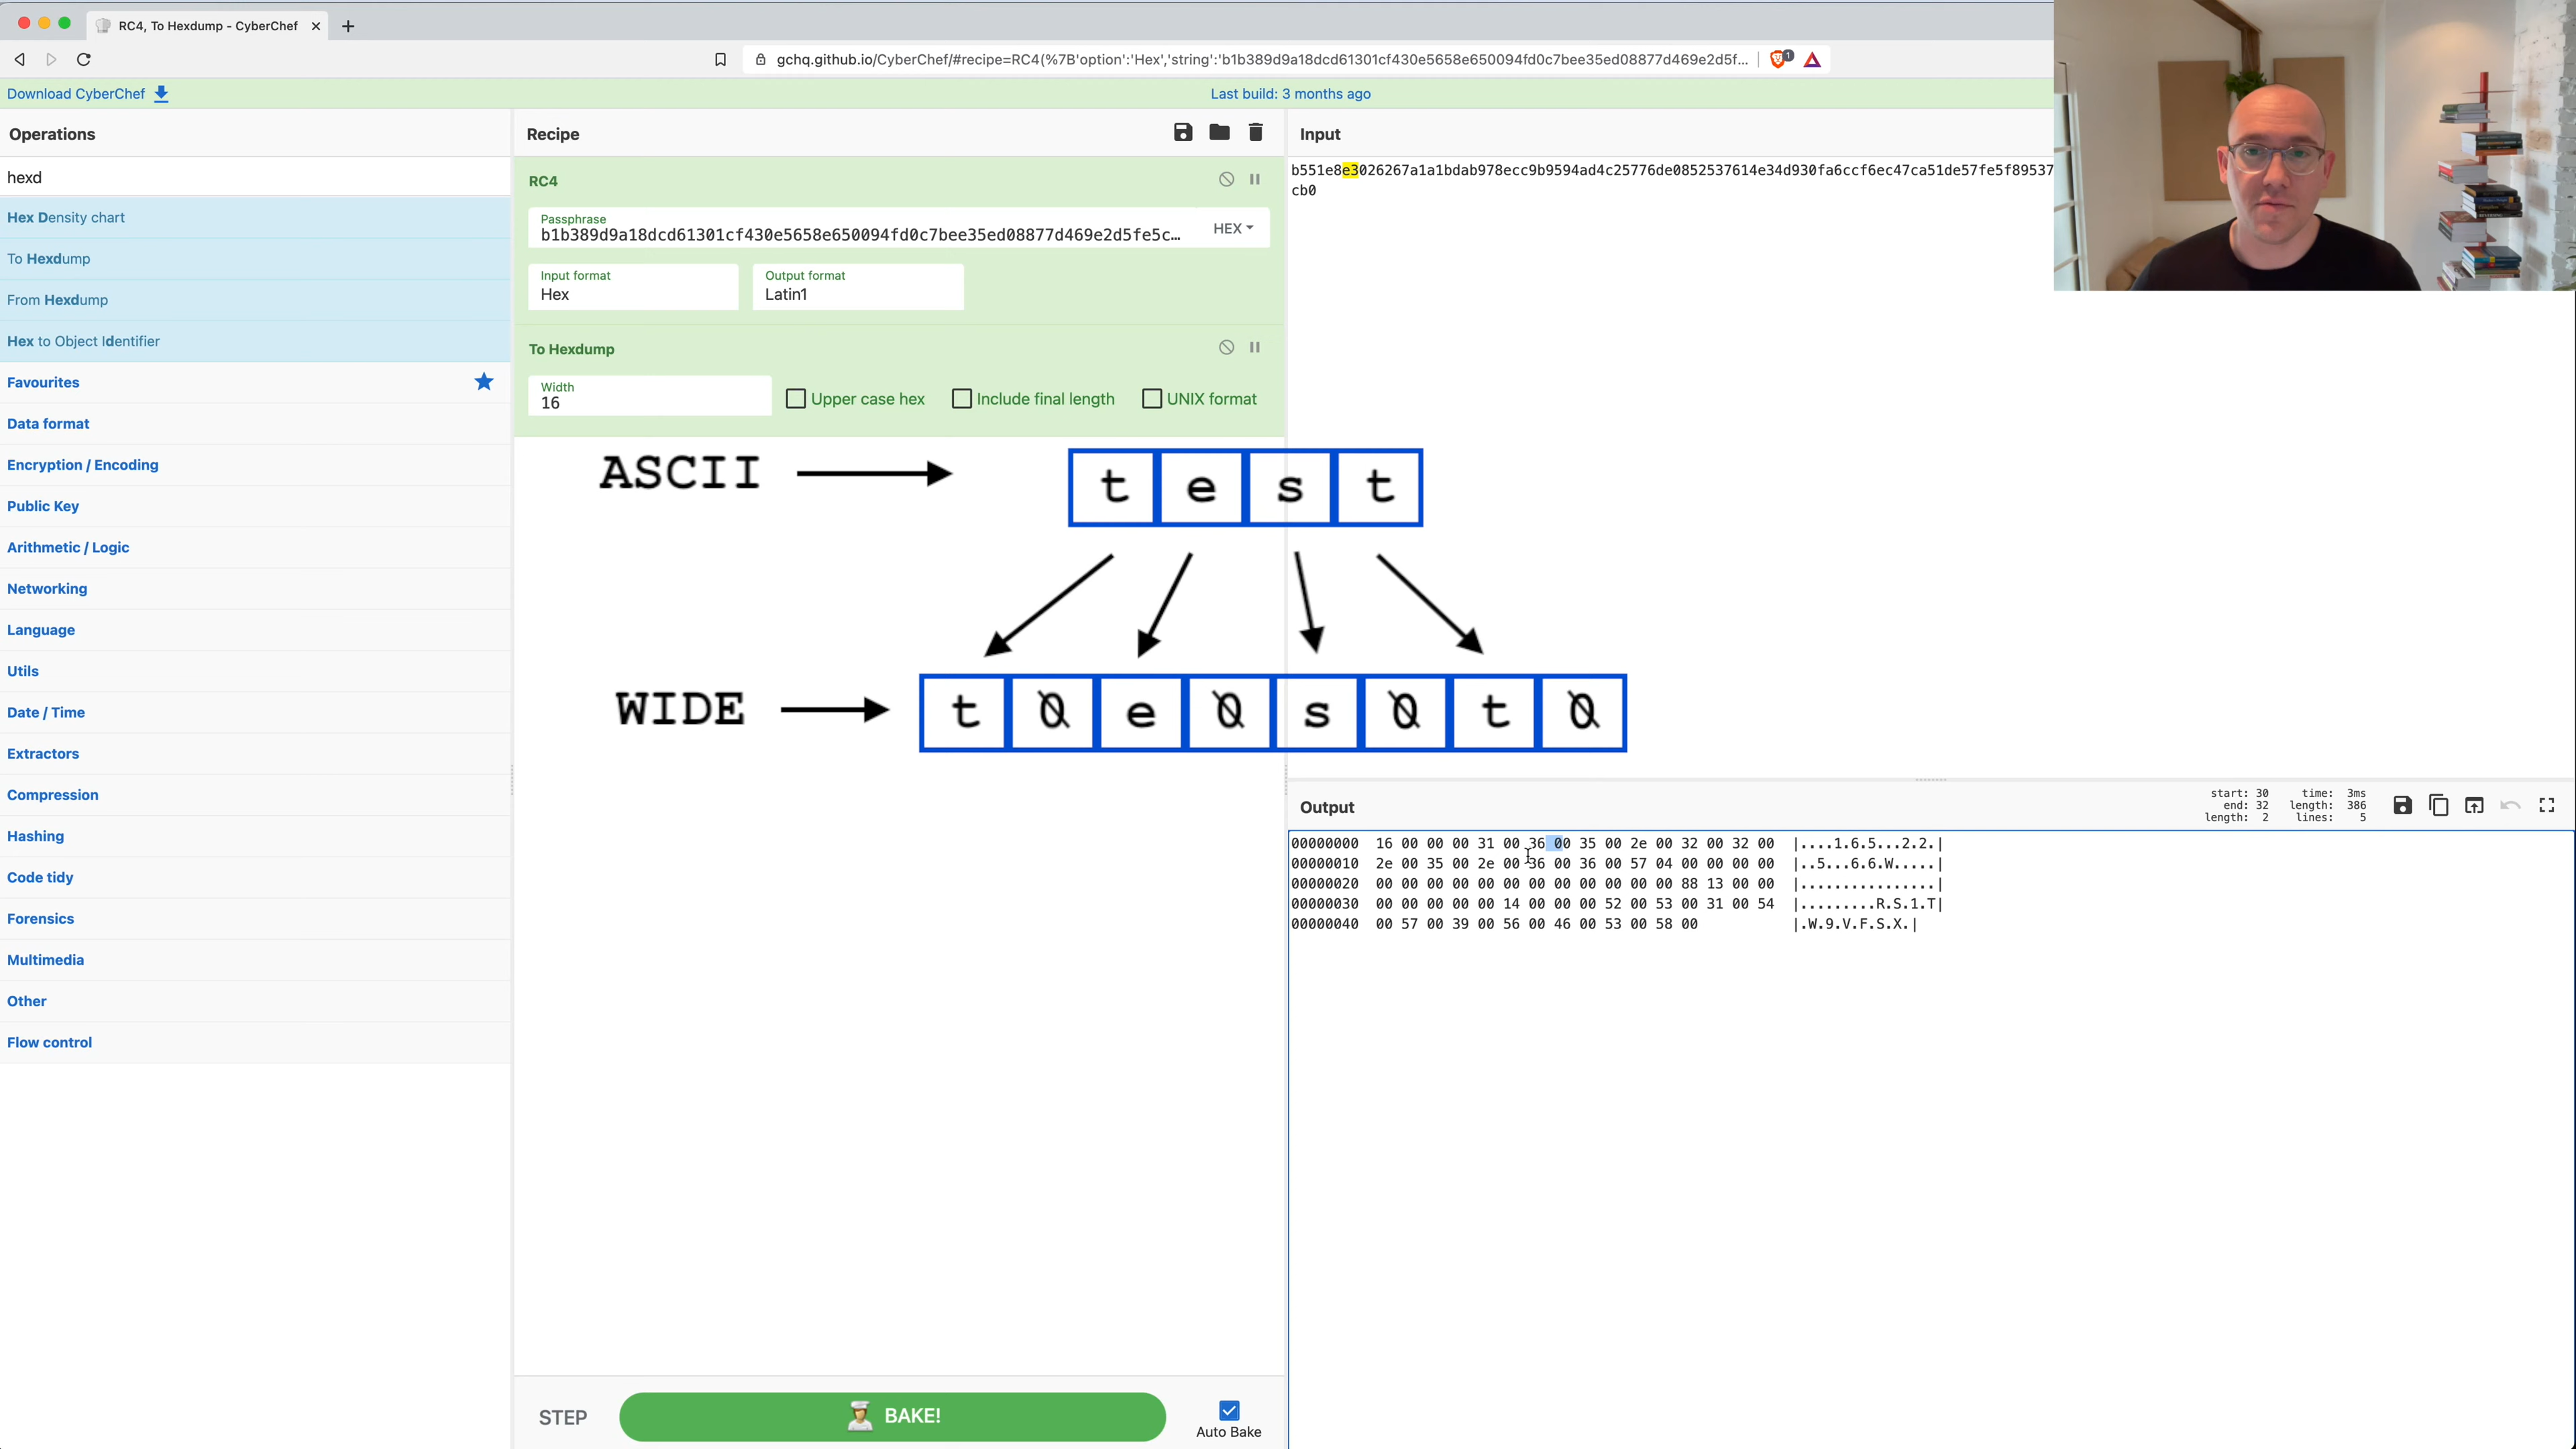 RC4, To Hexdump - CyberChef
gchq.github.io/CyberChef/#recipe=RC4(%7B'option':'Hex','string':'b1b389d9a18dcd61301cf430e5658e650094fd0c7bee35ed08877d469e2d5f...
1
Download CyberChef
Last build: 3 months ago
Operations
hexd
Hex Density chart
To Hexdump
From Hexdump
Hex to Object Identifier
Favourites
Data format
Encryption / Encoding
Public Key
Arithmetic / Logic
Networking
Language
Utils
Date / Time
Extractors
Compression
Hashing
Code tidy
Forensics
Multimedia
Other
Flow control
Recipe
RC4
Passphrase
b1b389d9a18dcd61301cf430e5658e650094fd0c7bee35ed08877d469e2d5fe5c…
HEX
Input format
Hex
Output format
Latin1
To Hexdump
Width
16
Upper case hex
Include final length
UNIX format
ASCII
t e s t
WIDE
t 0 e 0 s 0 t 0
STEP
BAKE!
Auto Bake
Input
b551e8e3026267a1a1bdab978ecc9b9594ad4c25776de0852537614e34d930fa6ccf6ec47ca51de57fe5f89537
cb0
Output
start: 30 time: 3ms
end: 32 length: 386
length: 2 lines: 5
00000000 16 00 00 00 31 00 36 00 35 00 2e 00 32 00 32 00 |....1.6.5...2.2.|
00000010 2e 00 35 00 2e 00 36 00 36 00 57 04 00 00 00 00 |..5...6.6.W.....|
00000020 00 00 00 00 00 00 00 00 00 00 00 00 88 13 00 00 |................|
00000030 00 00 00 00 00 14 00 00 00 52 00 53 00 31 00 54 |.........R.S.1.T|
00000040 00 57 00 39 00 56 00 46 00 53 00 58 00 |.W.9.V.F.S.X.|